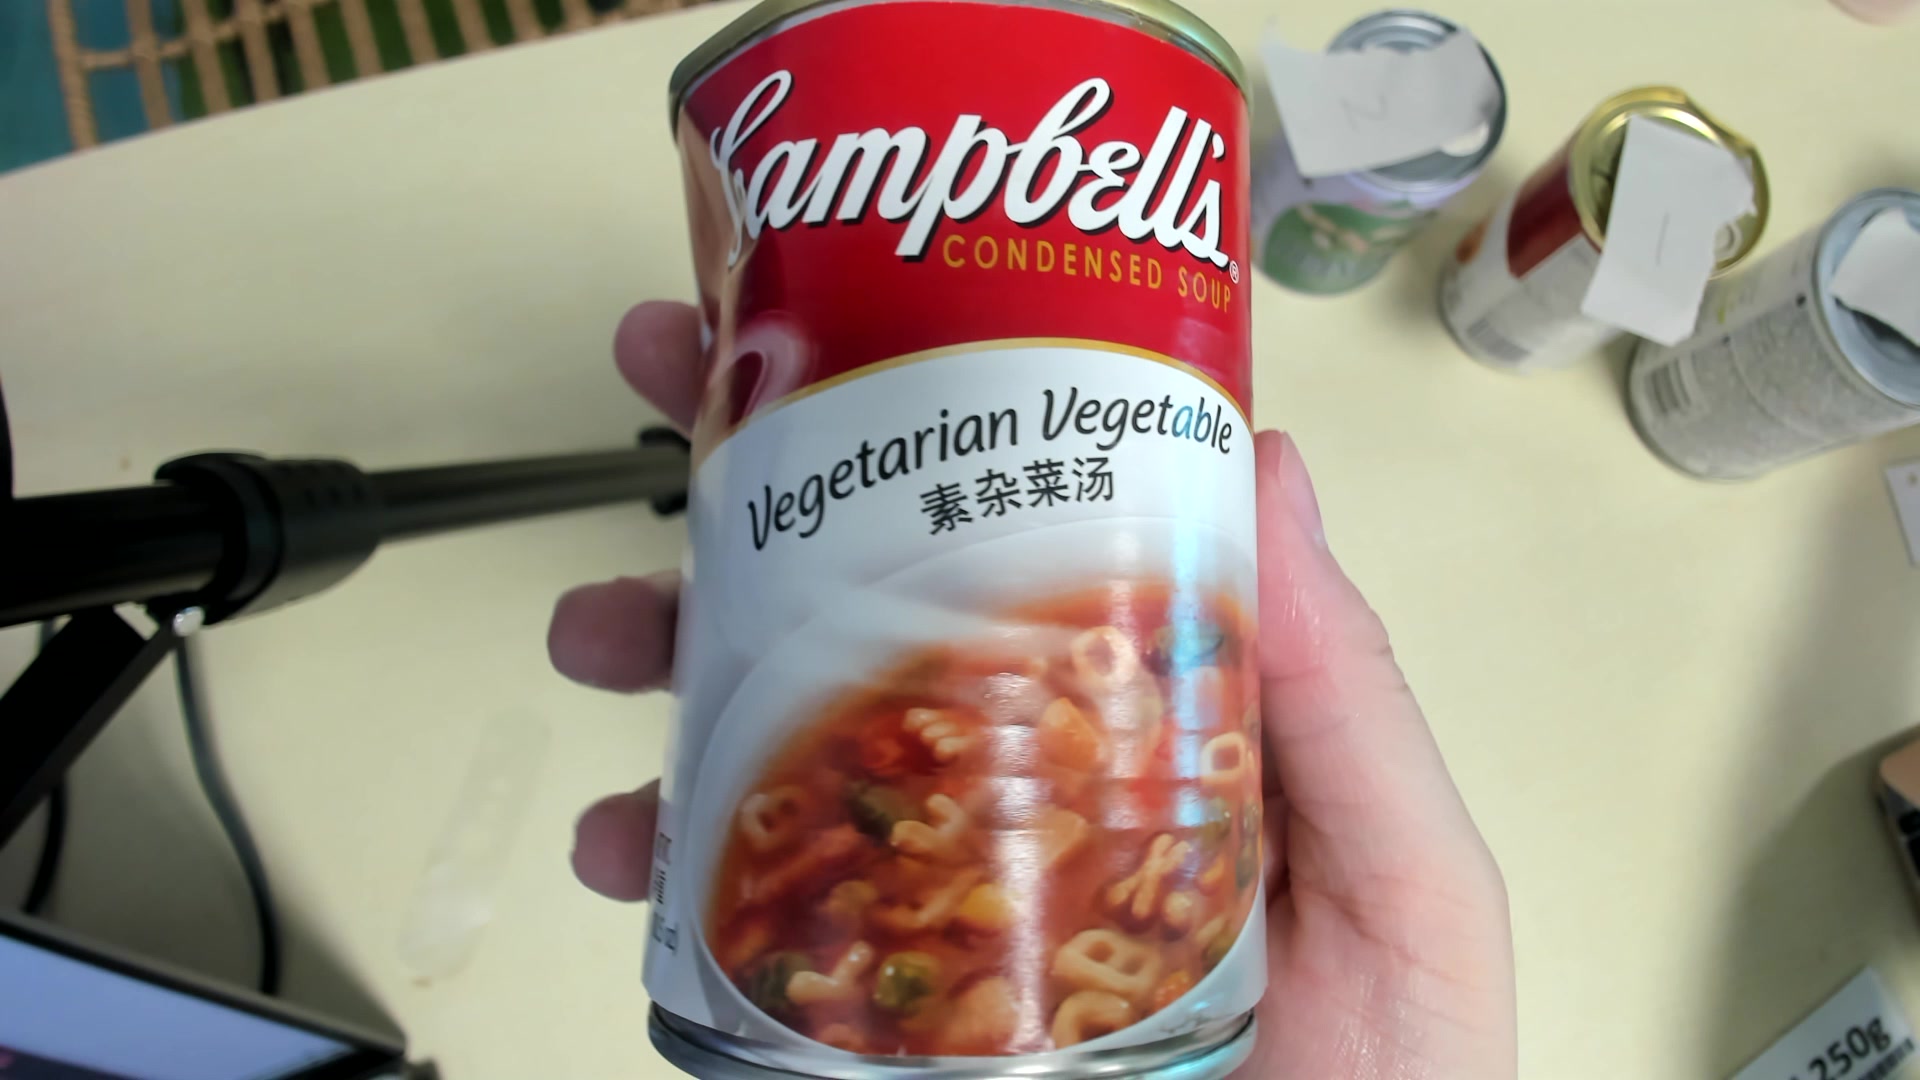 Campbell's®
CONDENSED SOUP
Vegetarian Vegetable
素杂菜汤
250g